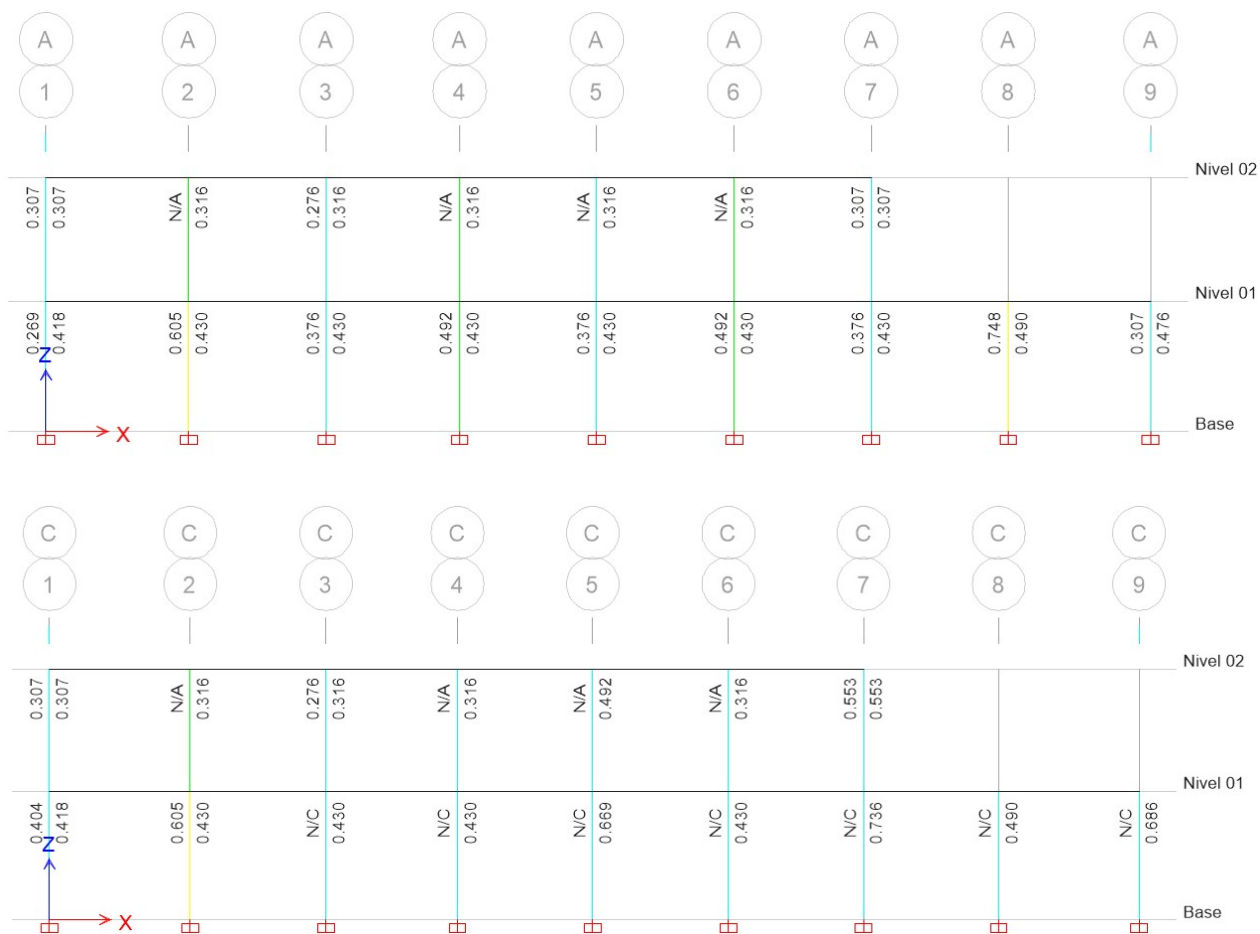 A A A A A A A A A
1 2 3 4 5 6 7 8 9
Nivel 02
0.307 0.307 N/A 0.316 0.276 0.316 N/A 0.316 N/A 0.316 N/A 0.316 0.307 0.307
Nivel 01
0.269 0.418 0.605 0.430 0.376 0.430 0.492 0.430 0.376 0.430 0.492 0.430 0.376 0.430 0.748 0.490 0.307 0.476
Z
Base
X
C C C C C C C C C
1 2 3 4 5 6 7 8 9
Nivel 02
0.307 0.307 N/A 0.316 0.276 0.316 N/A 0.316 N/A 0.492 N/A 0.316 0.553 0.553
Nivel 01
0.404 0.418 0.605 0.430 N/C 0.430 N/C 0.430 N/C 0.669 N/C 0.430 N/C 0.736 N/C 0.490 N/C 0.686
Z
Base
X